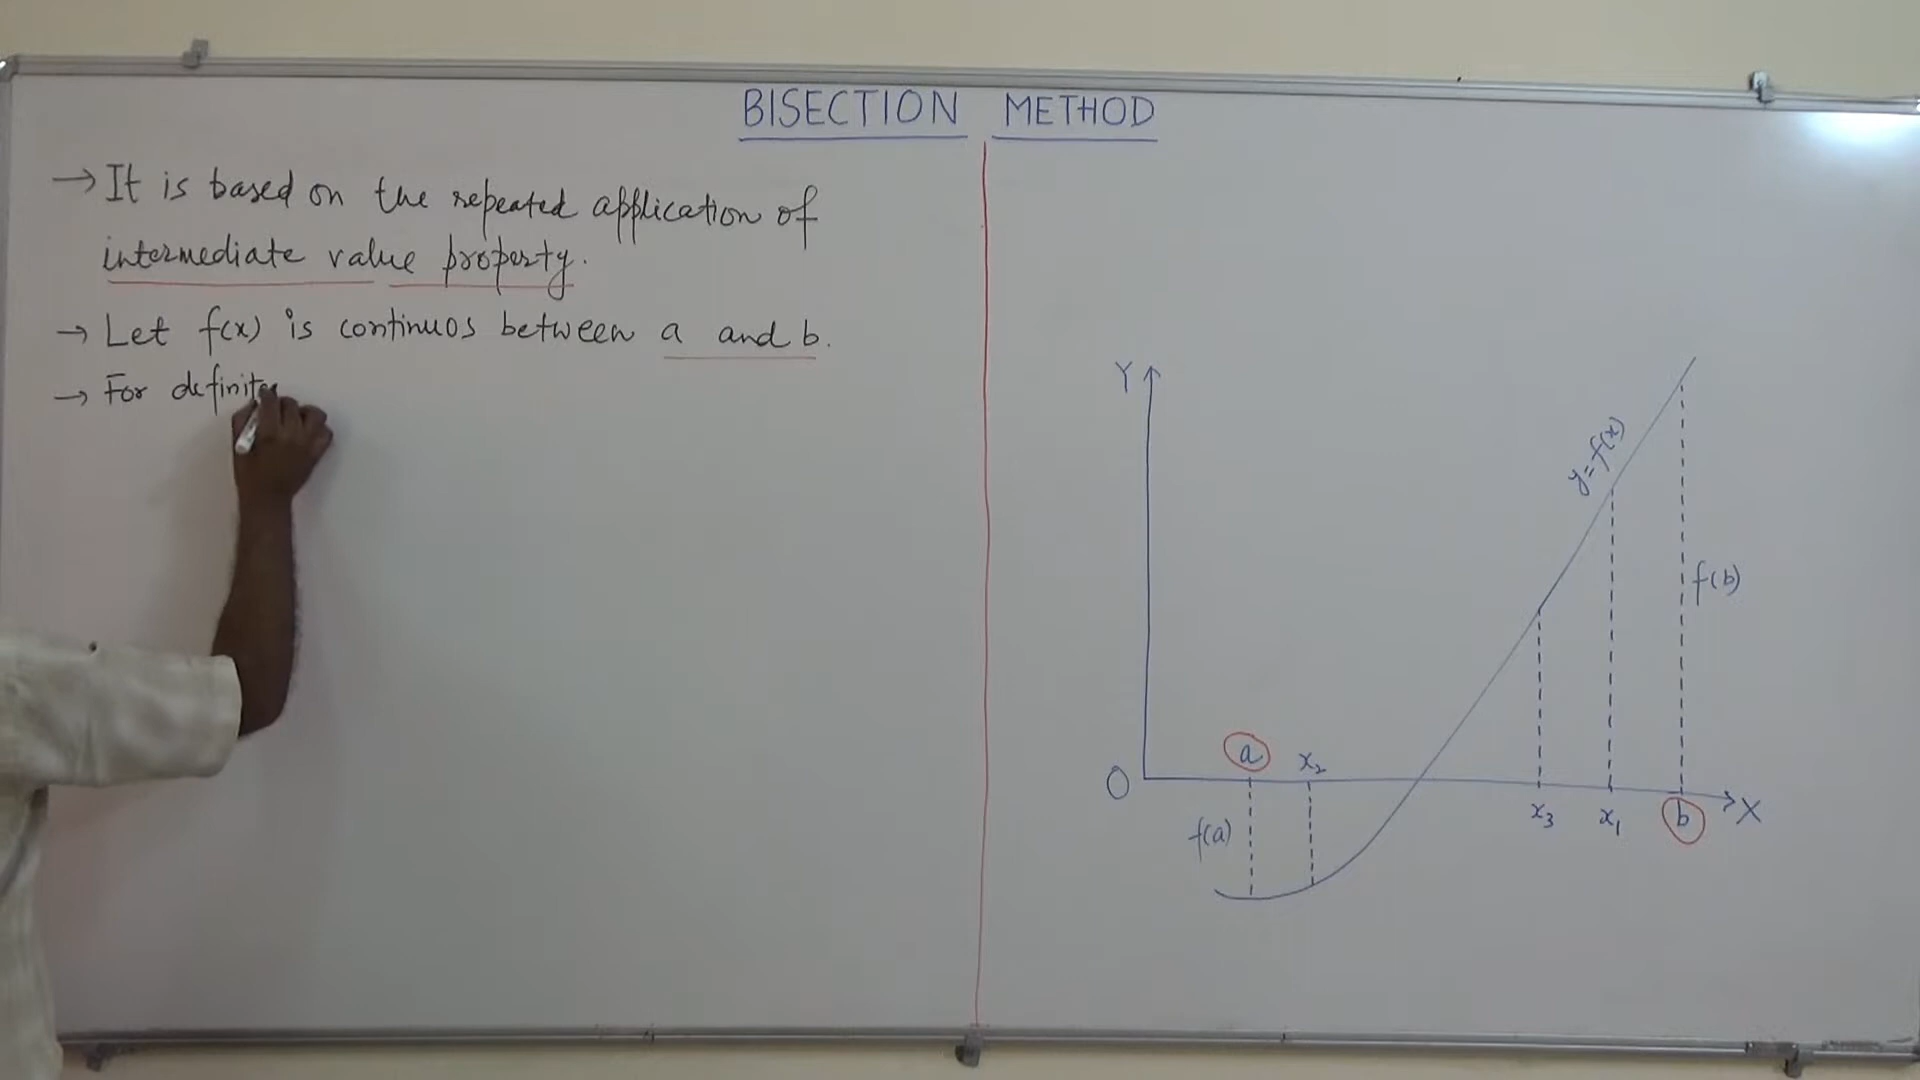 BISECTION METHOD
→ It is based on the repeated application of
intermediate value property.
→ Let f(x) is continuos between a and b.
→ For
Y
y=f(x)
f(b)
a
x₂
O
x₃
x₁
b
X
f(a)